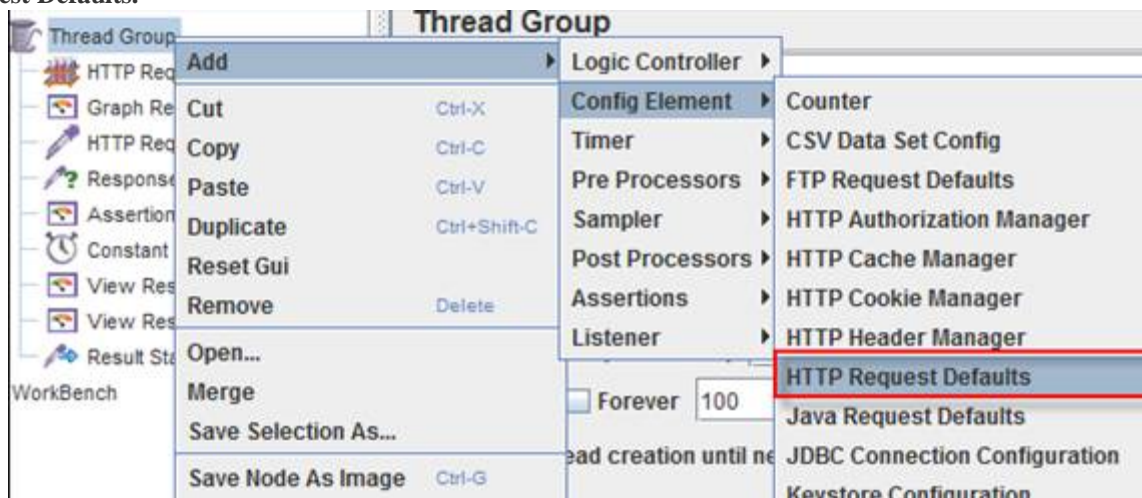 est Defaults.
Thread Group
Thread Group
HTTP Req
Graph Re
HTTP Req
Response
Assertion
Constant
View Res
View Res
Result Sta
WorkBench
Add
Cut Ctrl-X
Copy Ctrl-C
Paste Ctrl-V
Duplicate Ctrl+Shift-C
Reset Gui
Remove Delete
Open...
Merge
Save Selection As...
Save Node As Image Ctrl-G
Logic Controller
Config Element
Timer
Pre Processors
Sampler
Post Processors
Assertions
Listener
Forever 100
ead creation until ne
Counter
CSV Data Set Config
FTP Request Defaults
HTTP Authorization Manager
HTTP Cache Manager
HTTP Cookie Manager
HTTP Header Manager
HTTP Request Defaults
Java Request Defaults
JDBC Connection Configuration
Keystore Configuration